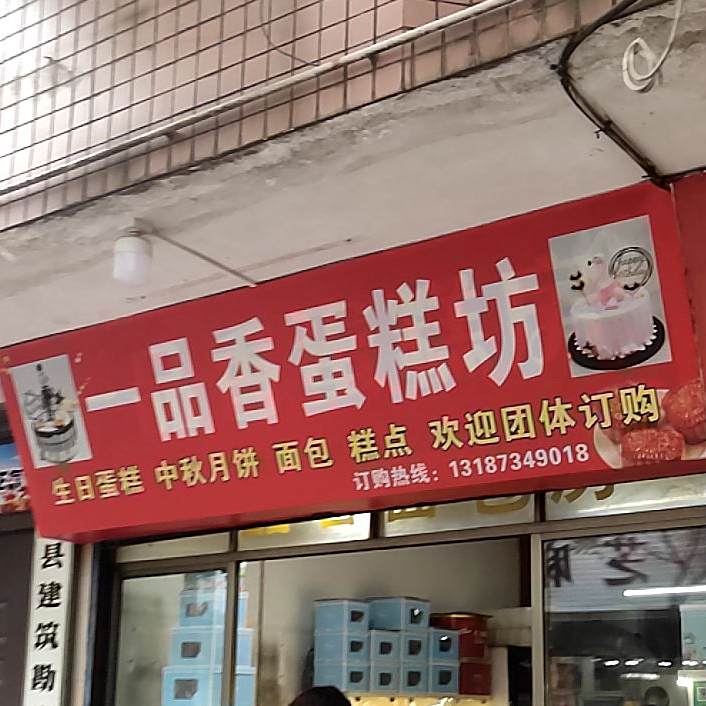 一品香蛋糕坊
生日蛋糕 中秋月饼 面包 糕点 欢迎团体订购
订购热线：13187349018
县建筑勘